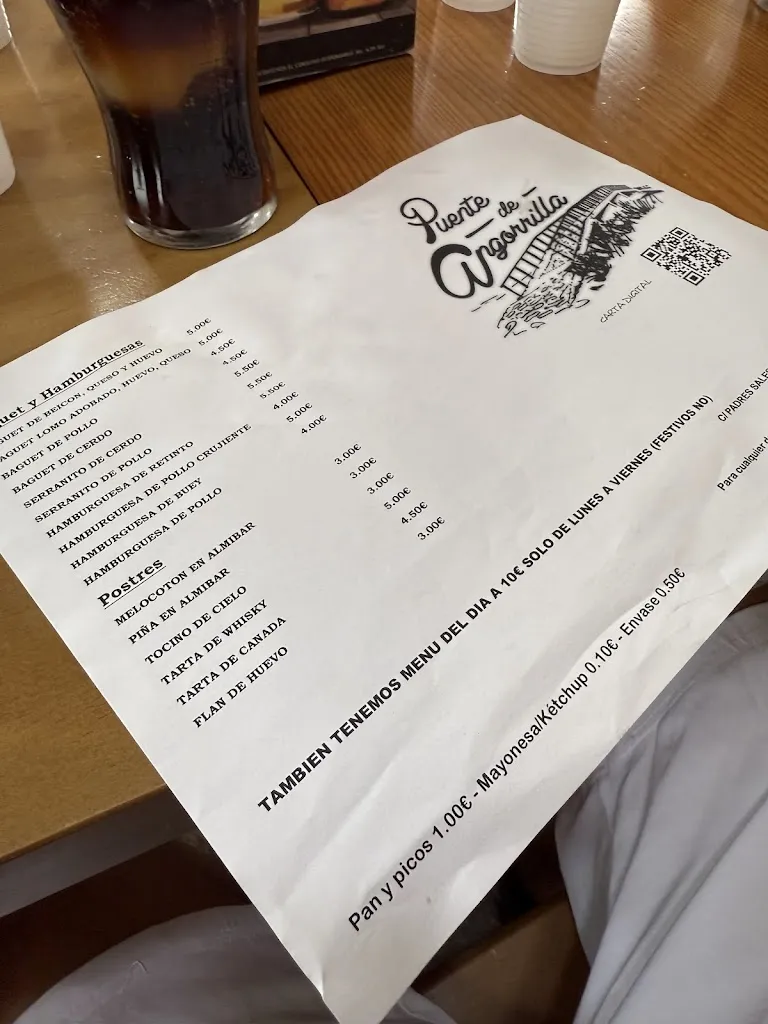 Puente
de
Angorrilla
CARTA DIGITAL
uet y Hamburguesas
GUET DE BEICON, QUESO Y HUEVO 5.00€
AGUET LOMO ADOBADO, HUEVO, QUESO 5.00€
BAGUET DE POLLO 4.50€
BAGUET DE CERDO 4.50€
SERRANITO DE CERDO 5.50€
SERRANITO DE POLLO 5.50€
HAMBURGUESA DE RETINTO 5.50€
HAMBURGUESA DE POLLO CRUJIENTE 4.00€
HAMBURGUESA DE BUEY 5.00€
HAMBURGUESA DE POLLO 4.00€
Postres
MELOCOTON EN ALMIBAR 3.00€
PIÑA EN ALMIBAR 3.00€
TOCINO DE CIELO 3.00€
TARTA DE WHISKY 5.00€
TARTA DE CANADA 4.50€
FLAN DE HUEVO 3.00€
TAMBIEN TENEMOS MENU DEL DIA A 10€ SOLO DE LUNES A VIERNES (FESTIVOS NO)
Pan y picos 1.00€ - Mayonesa/Kétchup 0.10€ - Envase 0.50€
C/ PADRES SALES
Para cualquier d